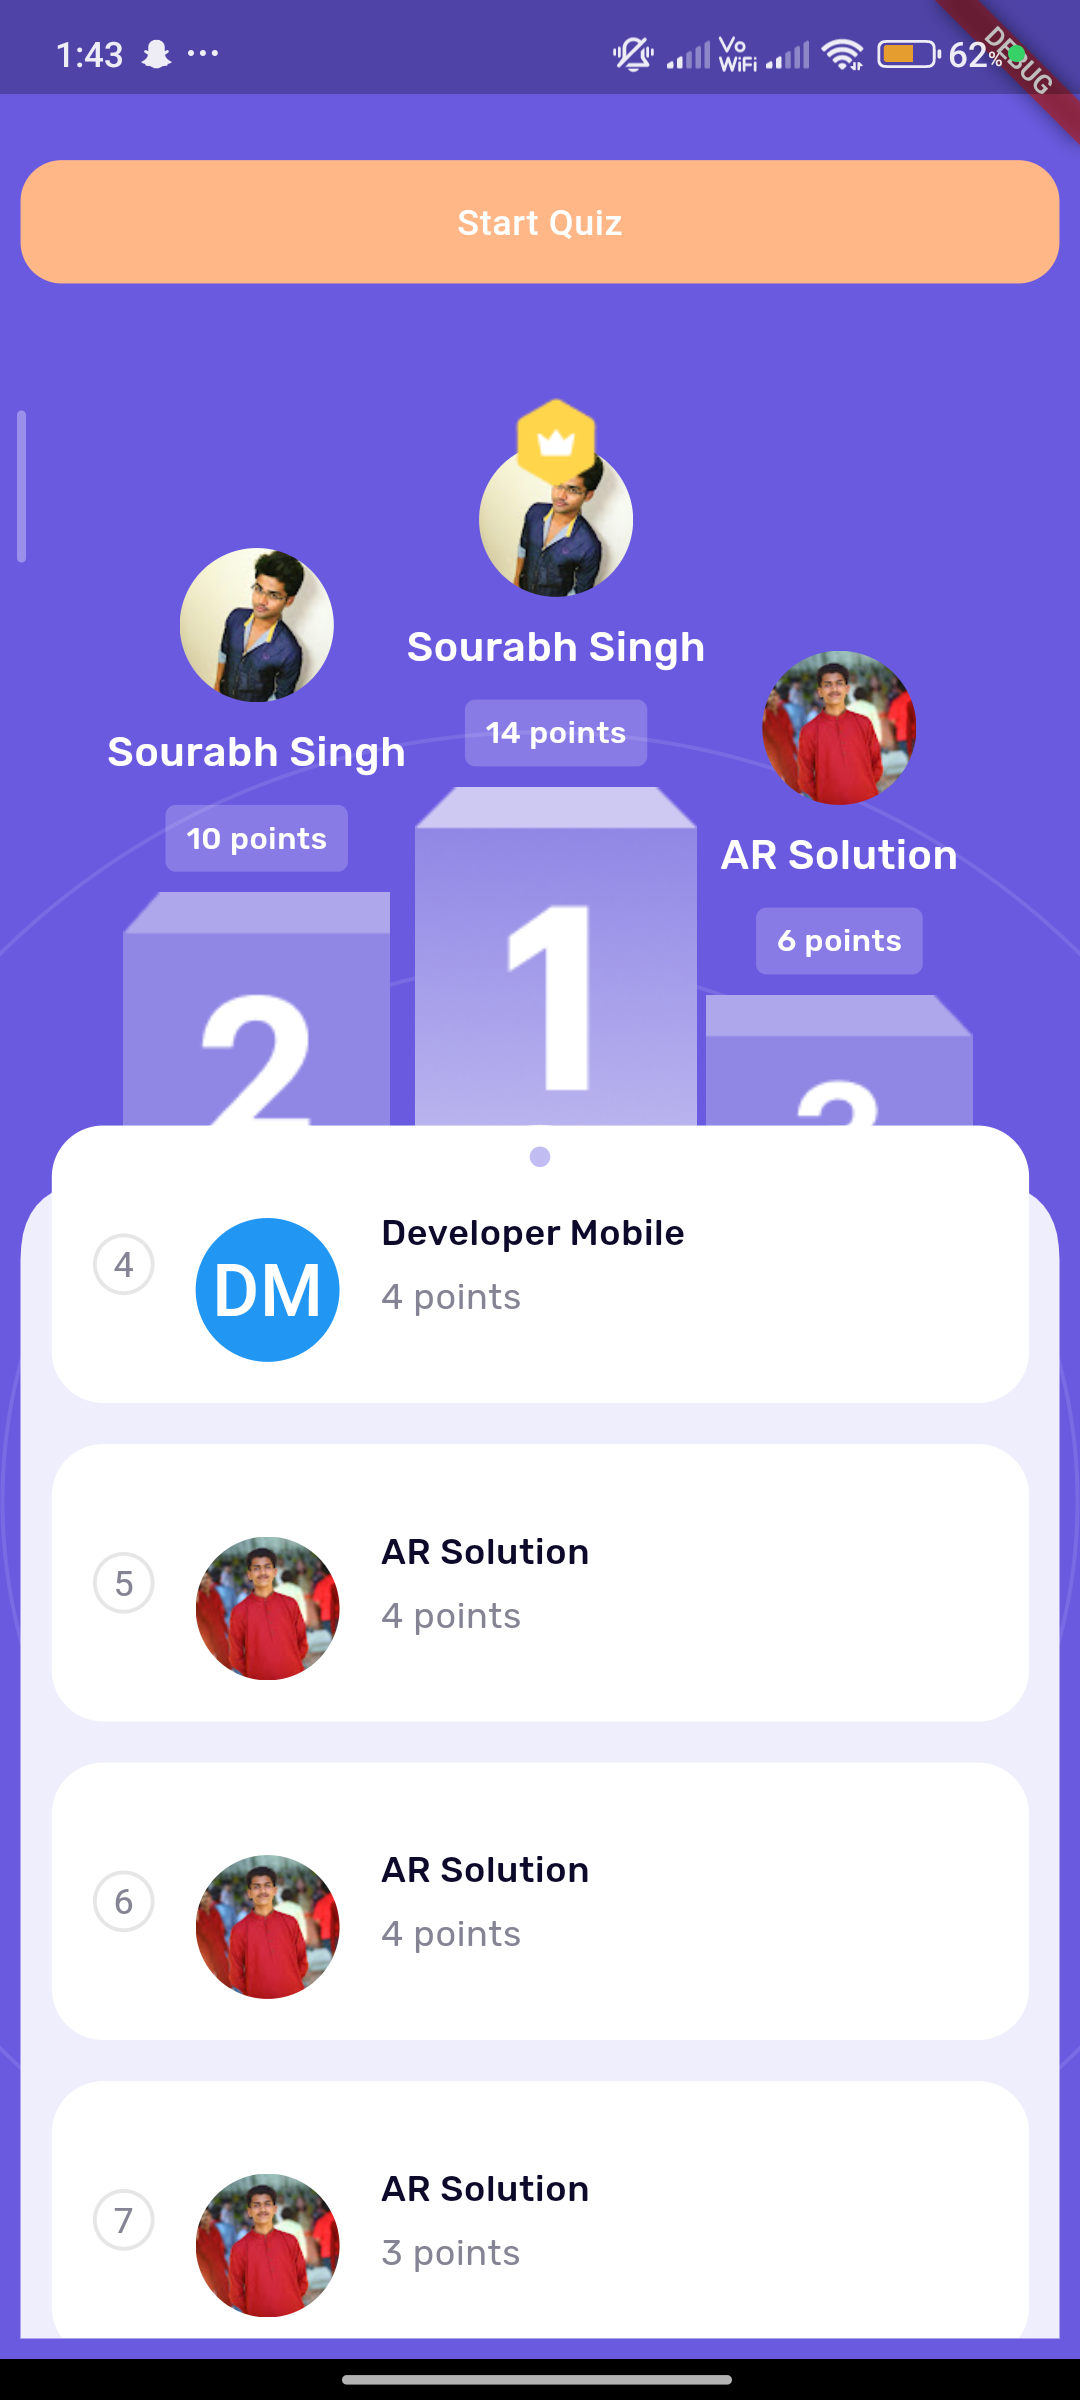 1:43
Vo
WiFi
62%
DEBUG
Start Quiz
Sourabh Singh
14 points
Sourabh Singh
10 points
AR Solution
6 points
1
2
3
4
DM
Developer Mobile
4 points
5
AR Solution
4 points
6
AR Solution
4 points
7
AR Solution
3 points